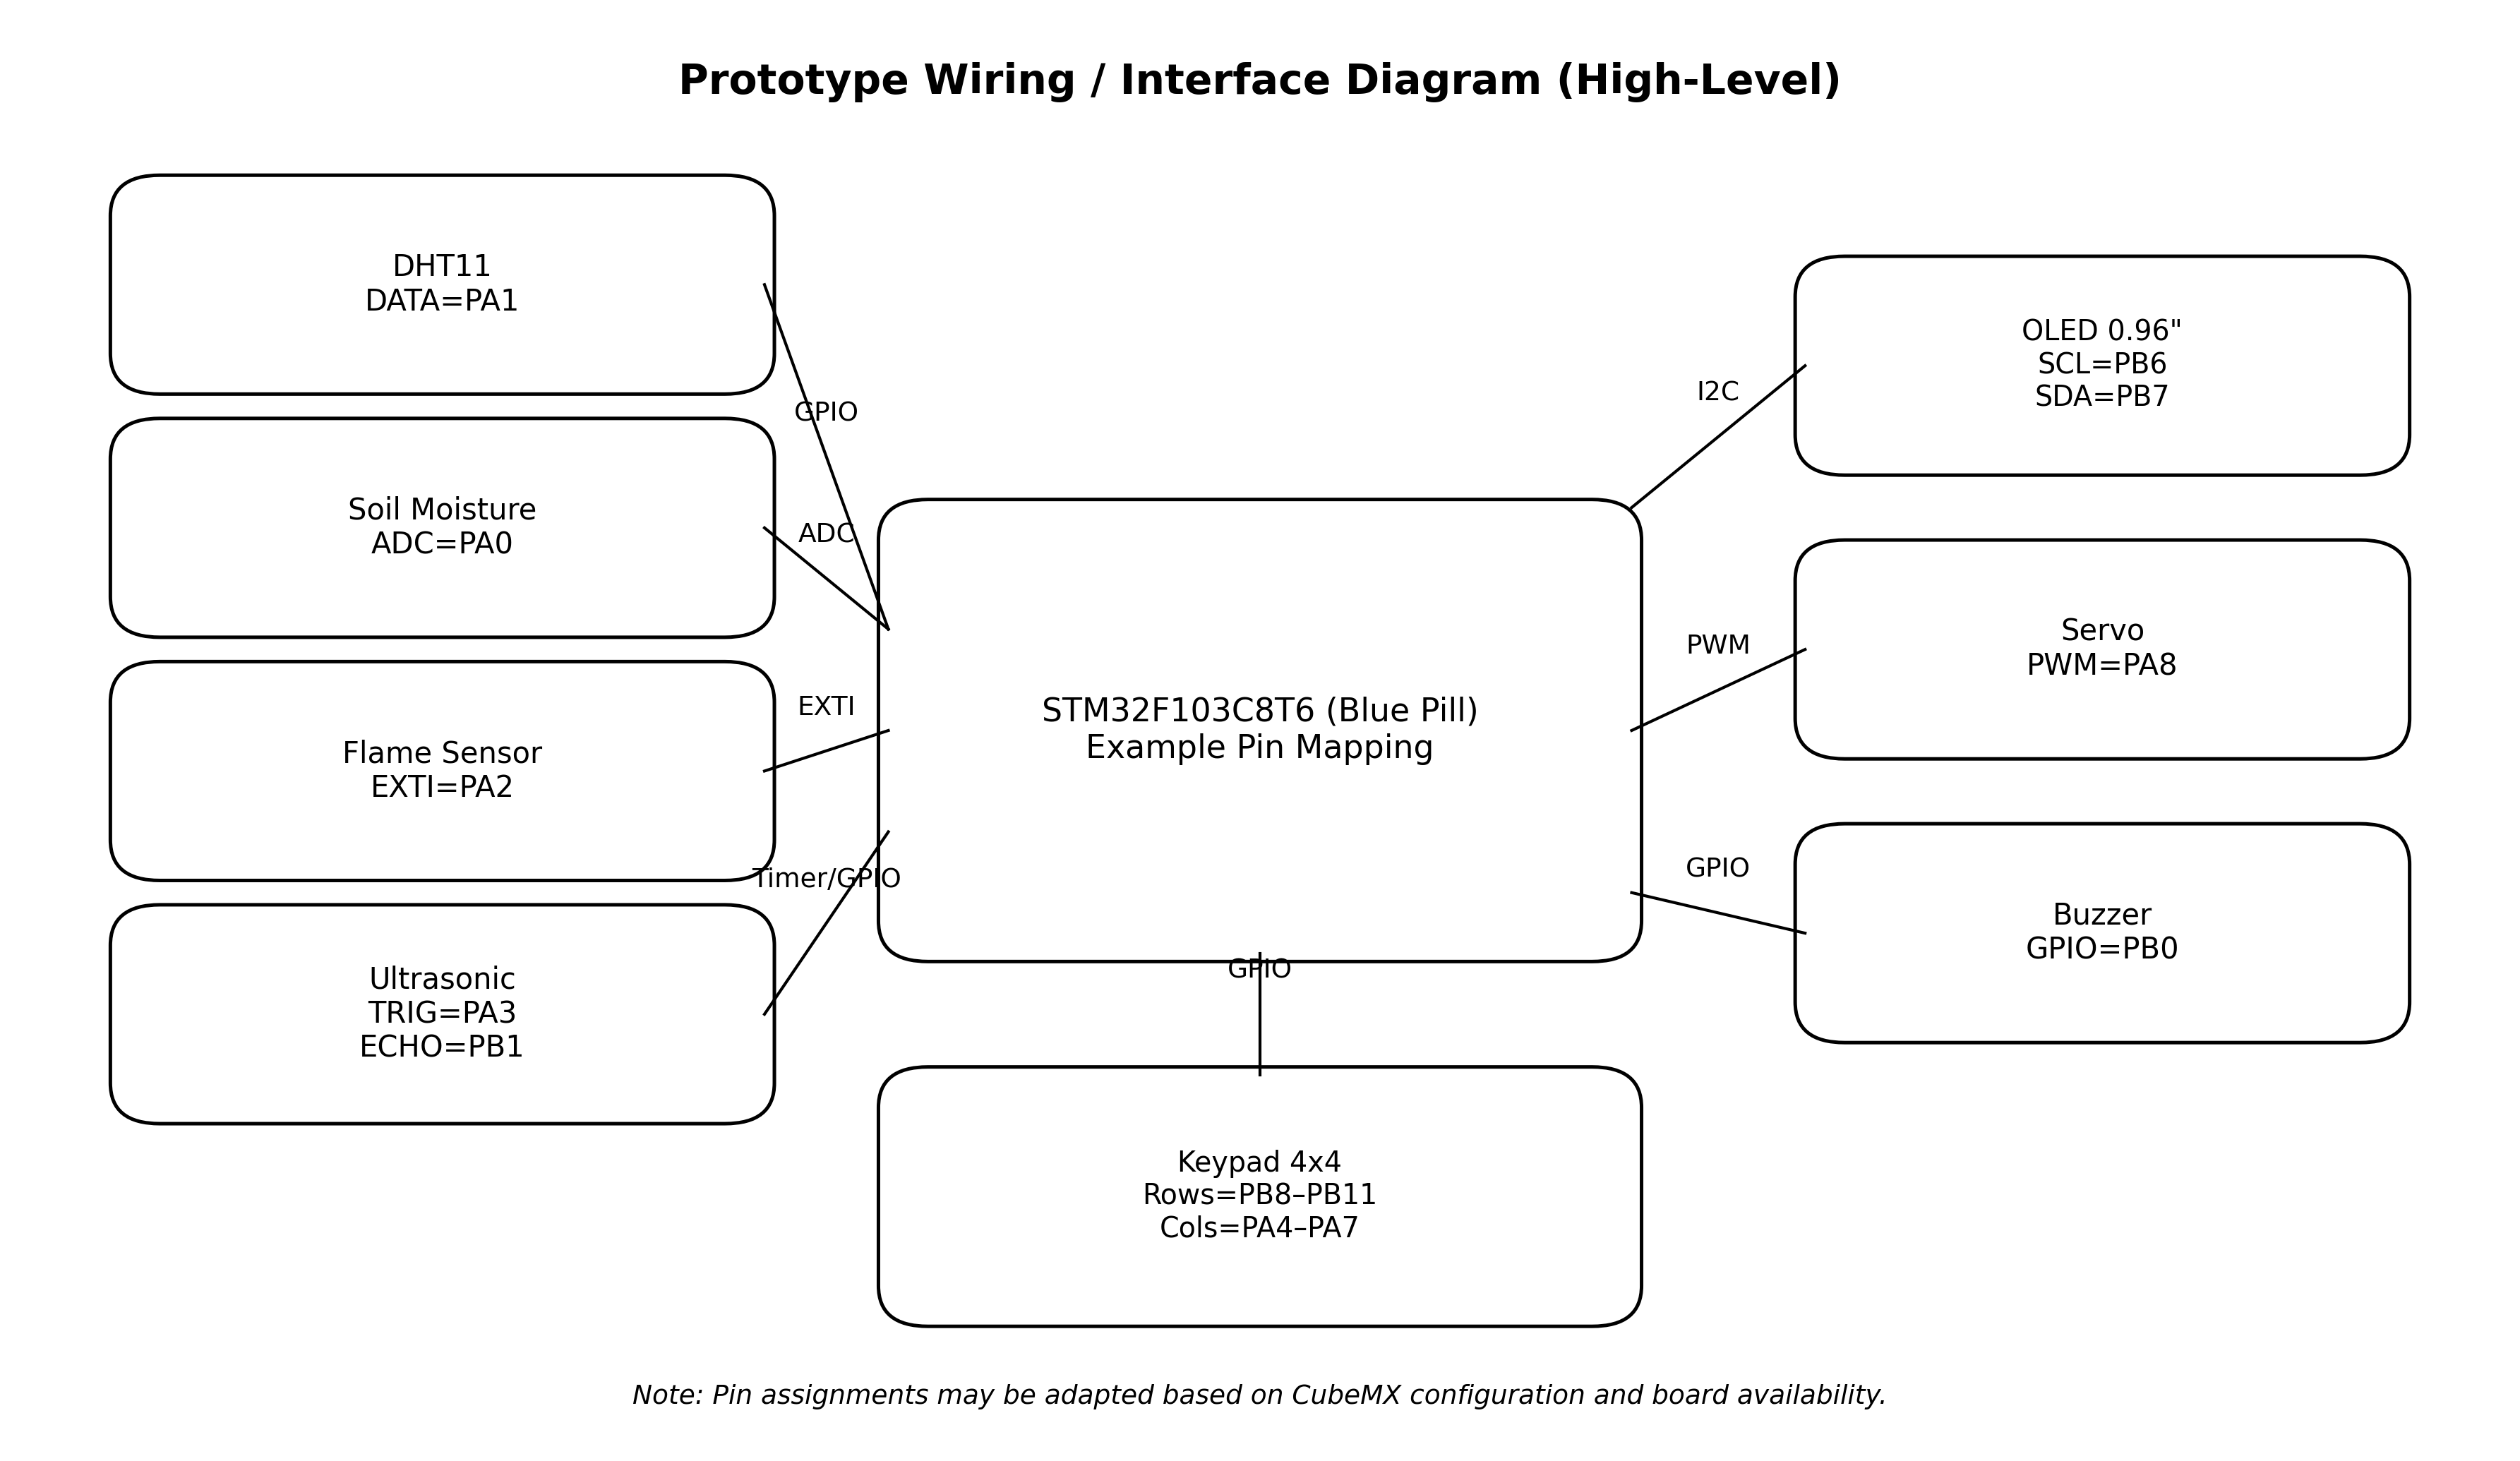 Prototype Wiring / Interface Diagram (High-Level)
DHT11
DATA=PA1
GPIO
Soil Moisture
ADC=PA0
ADC
Flame Sensor
EXTI=PA2
EXTI
Ultrasonic
TRIG=PA3
ECHO=PB1
Timer/GPIO
STM32F103C8T6 (Blue Pill)
Example Pin Mapping
I2C
OLED 0.96"
SCL=PB6
SDA=PB7
PWM
Servo
PWM=PA8
GPIO
Buzzer
GPIO=PB0
GPIO
Keypad 4x4
Rows=PB8–PB11
Cols=PA4–PA7
Note: Pin assignments may be adapted based on CubeMX configuration and board availability.